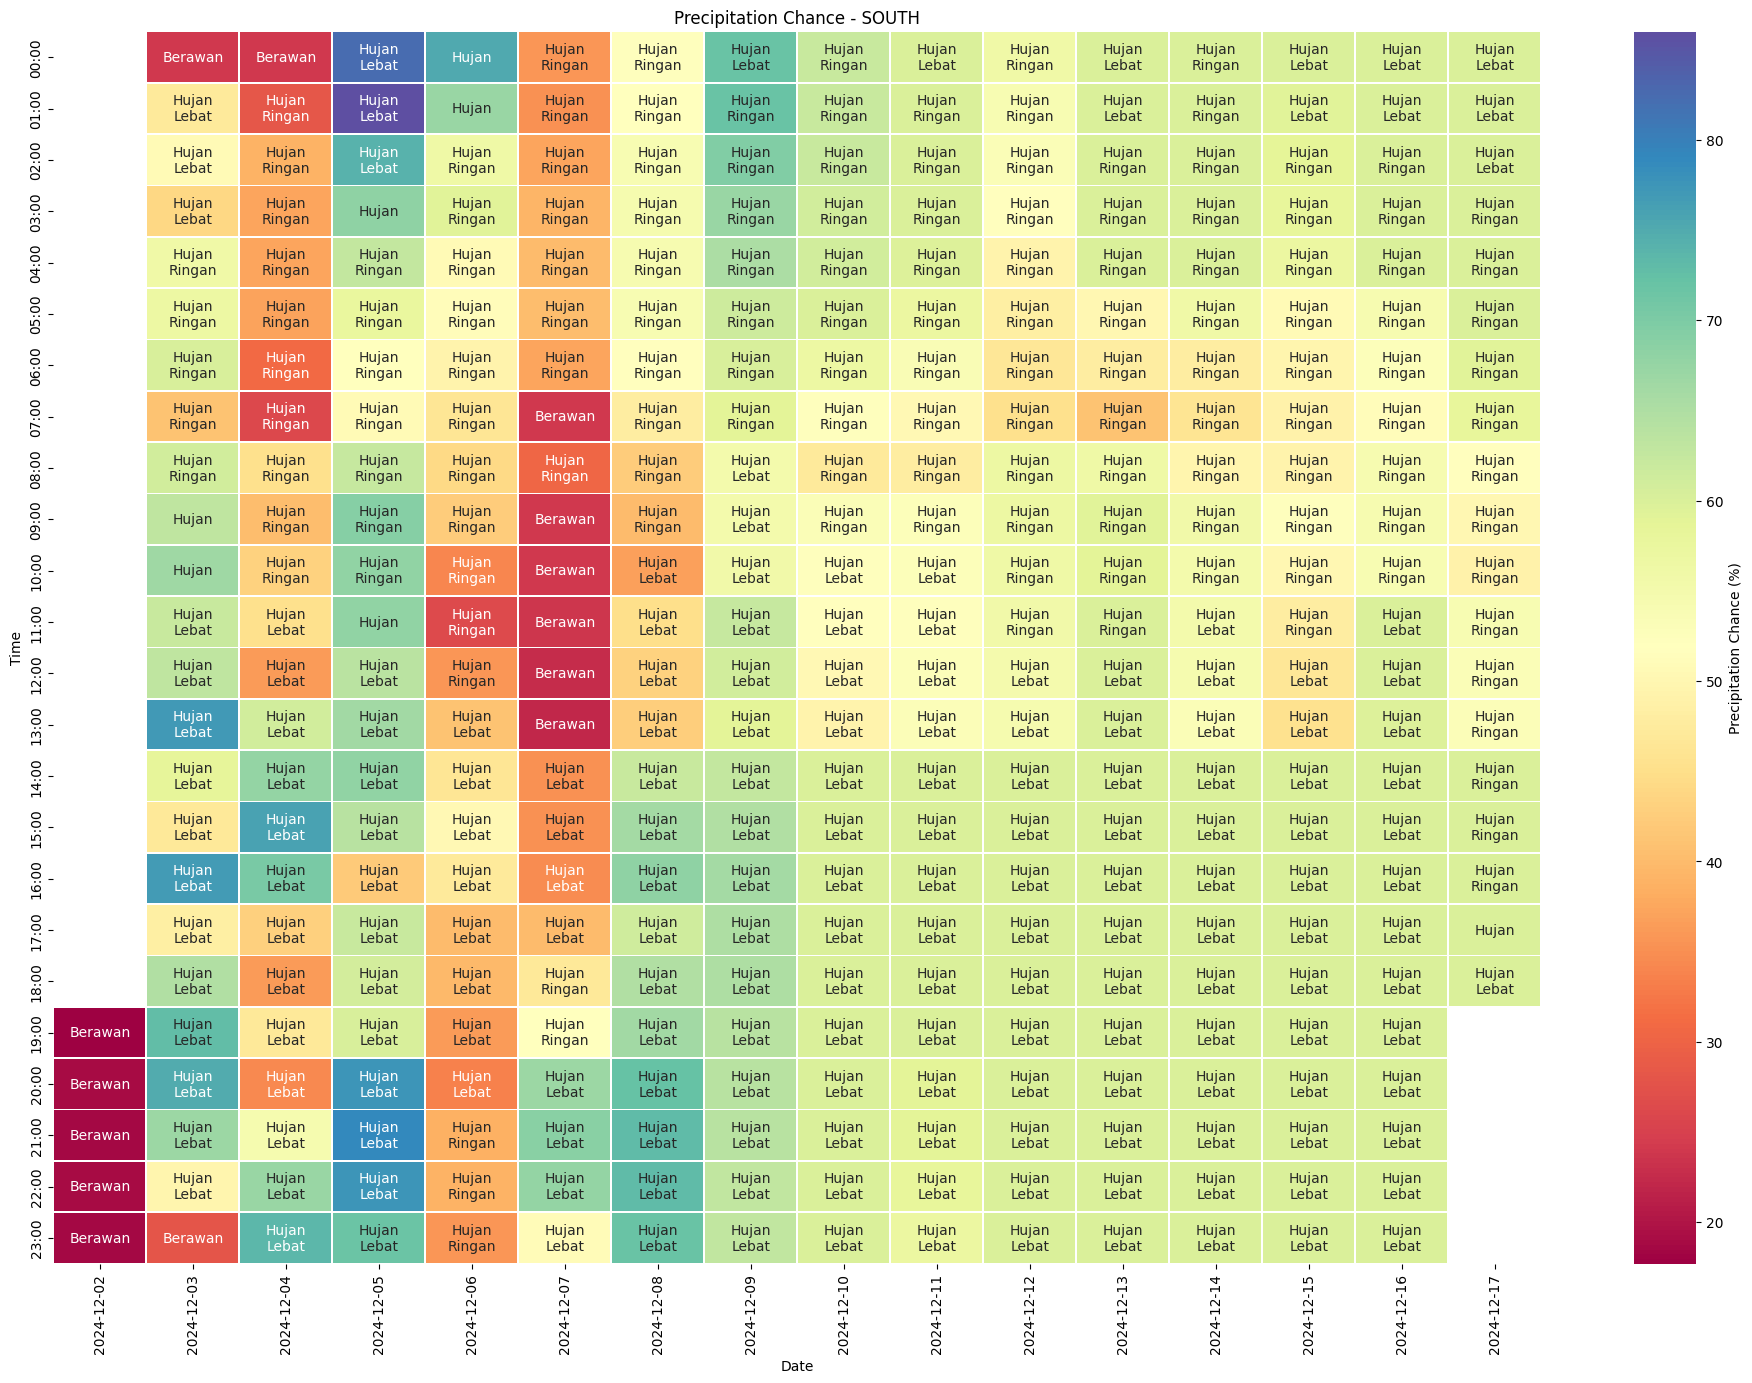 Precipitation Chance - SOUTH
00:00 Berawan Berawan Hujan Lebat Hujan Hujan Ringan Hujan Ringan Hujan Lebat Hujan Ringan Hujan Lebat Hujan Ringan Hujan Lebat Hujan Ringan Hujan Lebat Hujan Lebat Hujan Lebat
01:00 Hujan Lebat Hujan Ringan Hujan Lebat Hujan Hujan Ringan Hujan Ringan Hujan Ringan Hujan Ringan Hujan Ringan Hujan Ringan Hujan Lebat Hujan Ringan Hujan Lebat Hujan Lebat Hujan Lebat
02:00 Hujan Lebat Hujan Ringan Hujan Lebat Hujan Ringan Hujan Ringan Hujan Ringan Hujan Ringan Hujan Ringan Hujan Ringan Hujan Ringan Hujan Ringan Hujan Ringan Hujan Ringan Hujan Ringan Hujan Lebat
03:00 Hujan Lebat Hujan Ringan Hujan Hujan Ringan Hujan Ringan Hujan Ringan Hujan Ringan Hujan Ringan Hujan Ringan Hujan Ringan Hujan Ringan Hujan Ringan Hujan Ringan Hujan Ringan Hujan Ringan
04:00 Hujan Ringan Hujan Ringan Hujan Ringan Hujan Ringan Hujan Ringan Hujan Ringan Hujan Ringan Hujan Ringan Hujan Ringan Hujan Ringan Hujan Ringan Hujan Ringan Hujan Ringan Hujan Ringan Hujan Ringan
05:00 Hujan Ringan Hujan Ringan Hujan Ringan Hujan Ringan Hujan Ringan Hujan Ringan Hujan Ringan Hujan Ringan Hujan Ringan Hujan Ringan Hujan Ringan Hujan Ringan Hujan Ringan Hujan Ringan Hujan Ringan
06:00 Hujan Ringan Hujan Ringan Hujan Ringan Hujan Ringan Hujan Ringan Hujan Ringan Hujan Ringan Hujan Ringan Hujan Ringan Hujan Ringan Hujan Ringan Hujan Ringan Hujan Ringan Hujan Ringan Hujan Ringan
07:00 Hujan Ringan Hujan Ringan Hujan Ringan Hujan Ringan Berawan Hujan Ringan Hujan Ringan Hujan Ringan Hujan Ringan Hujan Ringan Hujan Ringan Hujan Ringan Hujan Ringan Hujan Ringan Hujan Ringan
08:00 Hujan Ringan Hujan Ringan Hujan Ringan Hujan Ringan Hujan Ringan Hujan Ringan Hujan Lebat Hujan Ringan Hujan Ringan Hujan Ringan Hujan Ringan Hujan Ringan Hujan Ringan Hujan Ringan Hujan Ringan
09:00 Hujan Hujan Ringan Hujan Ringan Hujan Ringan Berawan Hujan Ringan Hujan Lebat Hujan Ringan Hujan Ringan Hujan Ringan Hujan Ringan Hujan Ringan Hujan Ringan Hujan Ringan Hujan Ringan
10:00 Hujan Hujan Ringan Hujan Ringan Hujan Ringan Berawan Hujan Lebat Hujan Lebat Hujan Lebat Hujan Lebat Hujan Ringan Hujan Ringan Hujan Ringan Hujan Ringan Hujan Ringan Hujan Ringan
11:00 Hujan Lebat Hujan Lebat Hujan Hujan Ringan Berawan Hujan Lebat Hujan Lebat Hujan Lebat Hujan Lebat Hujan Ringan Hujan Ringan Hujan Lebat Hujan Ringan Hujan Lebat Hujan Ringan
12:00 Hujan Lebat Hujan Lebat Hujan Lebat Hujan Ringan Berawan Hujan Lebat Hujan Lebat Hujan Lebat Hujan Lebat Hujan Lebat Hujan Lebat Hujan Lebat Hujan Lebat Hujan Lebat Hujan Ringan
13:00 Hujan Lebat Hujan Lebat Hujan Lebat Hujan Lebat Berawan Hujan Lebat Hujan Lebat Hujan Lebat Hujan Lebat Hujan Lebat Hujan Lebat Hujan Lebat Hujan Lebat Hujan Lebat Hujan Ringan
14:00 Hujan Lebat Hujan Lebat Hujan Lebat Hujan Lebat Hujan Lebat Hujan Lebat Hujan Lebat Hujan Lebat Hujan Lebat Hujan Lebat Hujan Lebat Hujan Lebat Hujan Lebat Hujan Lebat Hujan Ringan
15:00 Hujan Lebat Hujan Lebat Hujan Lebat Hujan Lebat Hujan Lebat Hujan Lebat Hujan Lebat Hujan Lebat Hujan Lebat Hujan Lebat Hujan Lebat Hujan Lebat Hujan Lebat Hujan Lebat Hujan Ringan
16:00 Hujan Lebat Hujan Lebat Hujan Lebat Hujan Lebat Hujan Lebat Hujan Lebat Hujan Lebat Hujan Lebat Hujan Lebat Hujan Lebat Hujan Lebat Hujan Lebat Hujan Lebat Hujan Lebat Hujan Ringan
17:00 Hujan Lebat Hujan Lebat Hujan Lebat Hujan Lebat Hujan Lebat Hujan Lebat Hujan Lebat Hujan Lebat Hujan Lebat Hujan Lebat Hujan Lebat Hujan Lebat Hujan Lebat Hujan Lebat Hujan
18:00 Hujan Lebat Hujan Lebat Hujan Lebat Hujan Lebat Hujan Ringan Hujan Lebat Hujan Lebat Hujan Lebat Hujan Lebat Hujan Lebat Hujan Lebat Hujan Lebat Hujan Lebat Hujan Lebat Hujan Lebat
19:00 Berawan Hujan Lebat Hujan Lebat Hujan Lebat Hujan Lebat Hujan Ringan Hujan Lebat Hujan Lebat Hujan Lebat Hujan Lebat Hujan Lebat Hujan Lebat Hujan Lebat Hujan Lebat Hujan Lebat
20:00 Berawan Hujan Lebat Hujan Lebat Hujan Lebat Hujan Lebat Hujan Lebat Hujan Lebat Hujan Lebat Hujan Lebat Hujan Lebat Hujan Lebat Hujan Lebat Hujan Lebat Hujan Lebat Hujan Lebat
21:00 Berawan Hujan Lebat Hujan Lebat Hujan Lebat Hujan Ringan Hujan Lebat Hujan Lebat Hujan Lebat Hujan Lebat Hujan Lebat Hujan Lebat Hujan Lebat Hujan Lebat Hujan Lebat Hujan Lebat
22:00 Berawan Hujan Lebat Hujan Lebat Hujan Lebat Hujan Ringan Hujan Lebat Hujan Lebat Hujan Lebat Hujan Lebat Hujan Lebat Hujan Lebat Hujan Lebat Hujan Lebat Hujan Lebat Hujan Lebat
23:00 Berawan Berawan Hujan Lebat Hujan Lebat Hujan Ringan Hujan Lebat Hujan Lebat Hujan Lebat Hujan Lebat Hujan Lebat Hujan Lebat Hujan Lebat Hujan Lebat Hujan Lebat Hujan Lebat
Time
2024-12-02 2024-12-03 2024-12-04 2024-12-05 2024-12-06 2024-12-07 2024-12-08 2024-12-09 2024-12-10 2024-12-11 2024-12-12 2024-12-13 2024-12-14 2024-12-15 2024-12-16 2024-12-17
Date
80
70
60
50
40
30
20
Precipitation Chance (%)